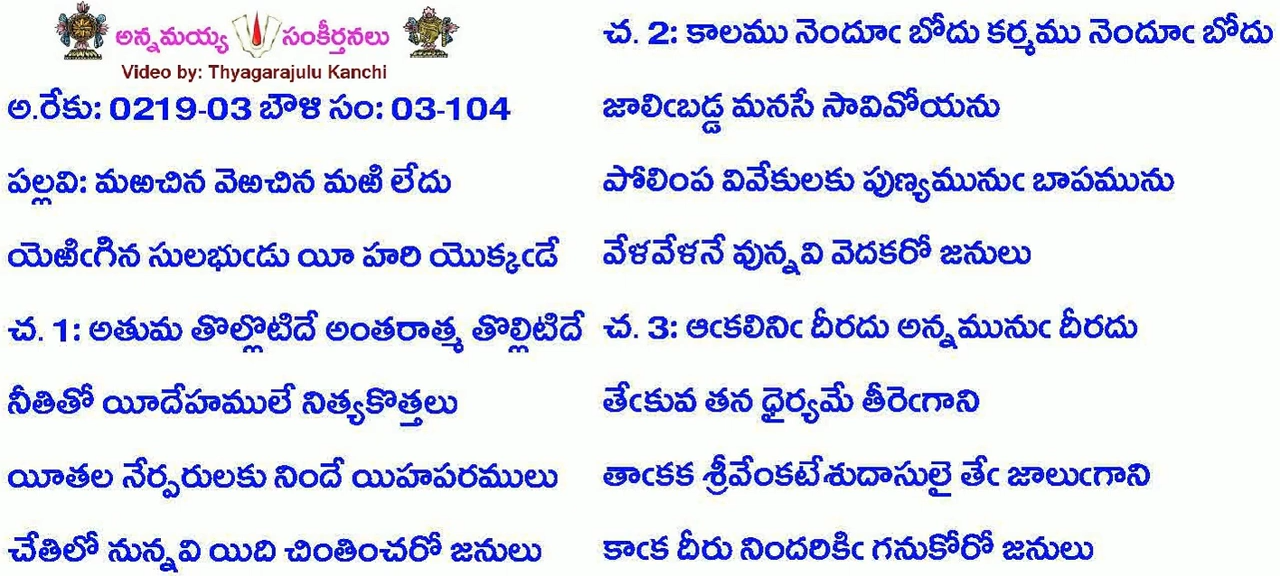 అన్నమయ్య సంకీర్తనలు
Video by: Thyagarajulu Kanchi
అ.రేకు: 0219-03 బౌళి సం: 03-104
పల్లవి: మఱచిన వెఱచిన మఱి లేదు
యెఱిఁగిన సులభుఁడు యీ హరి యొక్కఁడే
చ. 1: అతుమ తొల్లొటిదే అంతరాత్మ తొల్లిటిదే
నీతితో యీదేహములే నిత్యకొత్తలు
యీతల నేర్పరులకు నిందే యిహపరములు
చేతిలో నున్నవి యిది చింతించరో జనులు
చ. 2: కాలము నెందూఁ బోదు కర్మము నెందూఁ బోదు
జాలిఁబడ్డ మనసే సావివోయను
పోలింప వివేకులకు పుణ్యమునుఁ బాపమును
వేళవేళనే వున్నవి వెదకరో జనులు
చ. 3: ఆఁకలినిఁ దీరదు అన్నమునుఁ దీరదు
తేఁకువ తన ధైర్యమే తీరెఁగాని
తాఁకక శ్రీవేంకటేశుదాసులై తేఁ జాలుఁగాని
కాఁక దీరు నిందరికిఁ గనుకోరో జనులు